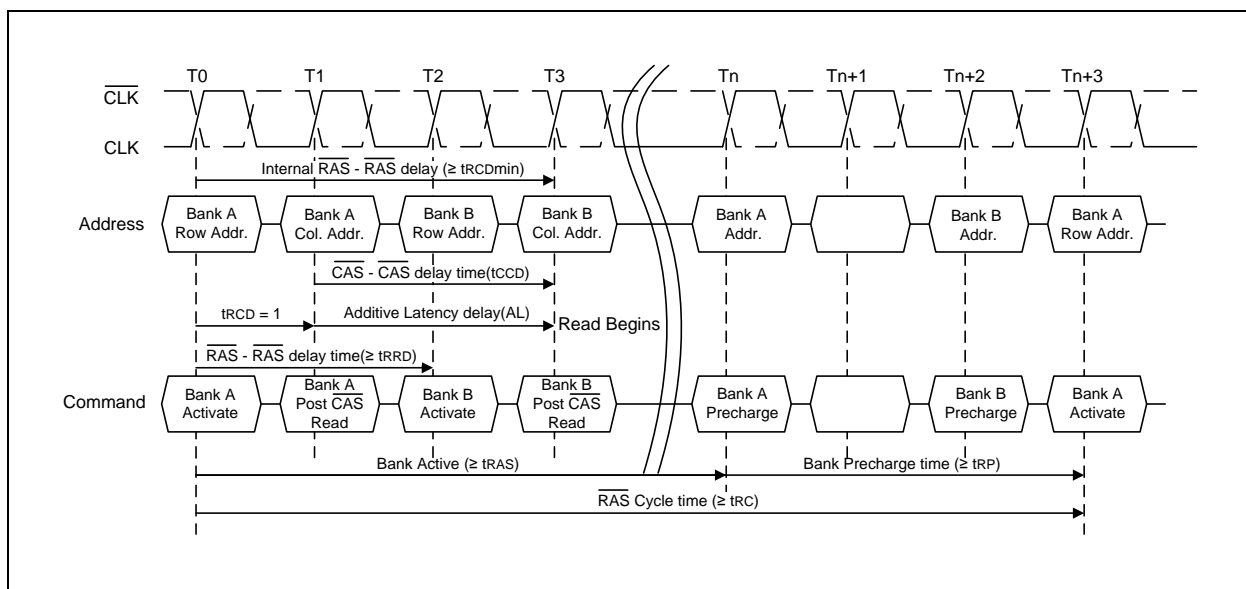 T0 T1 T2 T3 Tn Tn+1 Tn+2 Tn+3
CLK
CLK
Internal RAS - RAS delay (≥ tRCDmin)
Address
Bank A
Row Addr.
Bank A
Col. Addr.
Bank B
Row Addr.
Bank B
Col. Addr.
Bank A
Addr.
Bank B
Addr.
Bank A
Row Addr.
CAS - CAS delay time(tCCD)
tRCD = 1
Additive Latency delay(AL)
Read Begins
RAS - RAS delay time(≥ tRRD)
Command
Bank A
Activate
Bank A
Post CAS
Read
Bank B
Activate
Bank B
Post CAS
Read
Bank A
Precharge
Bank B
Precharge
Bank A
Activate
Bank Active (≥ tRAS)
Bank Precharge time (≥ tRP)
RAS Cycle time (≥ tRC)